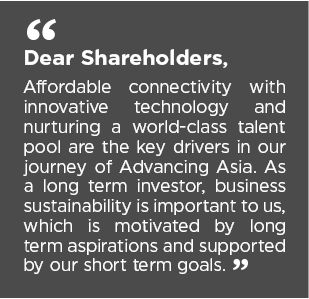 “
Dear Shareholders,
Affordable connectivity with
innovative technology and
nurturing a world-class talent
pool are the key drivers in our
journey of Advancing Asia. As
a long term investor, business
sustainability is important to us,
which is motivated by long
term aspirations and supported
by our short term goals. ”